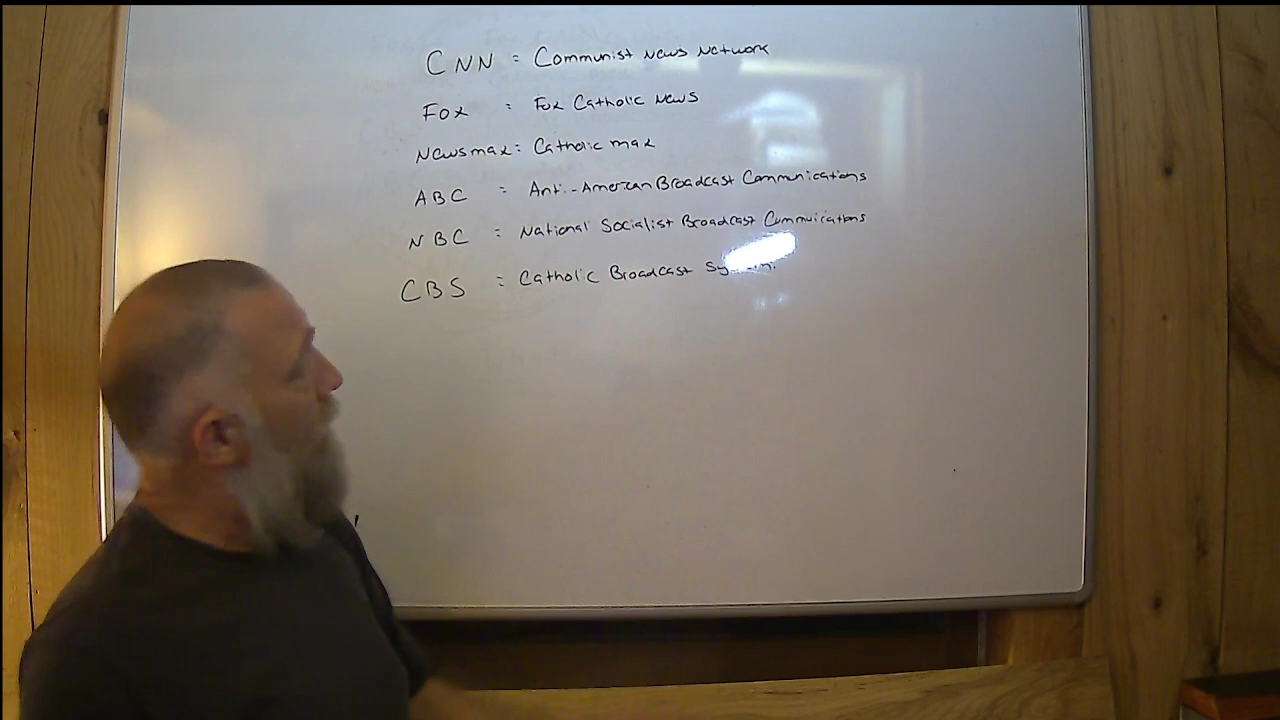 CNN = Communist News Network
Fox = Fox Catholic News
Newsmax = Catholic max
ABC = Anti-American Broadcast Communications
NBC = National Socialist Broadcast Commuications
CBS = Catholic Broadcast